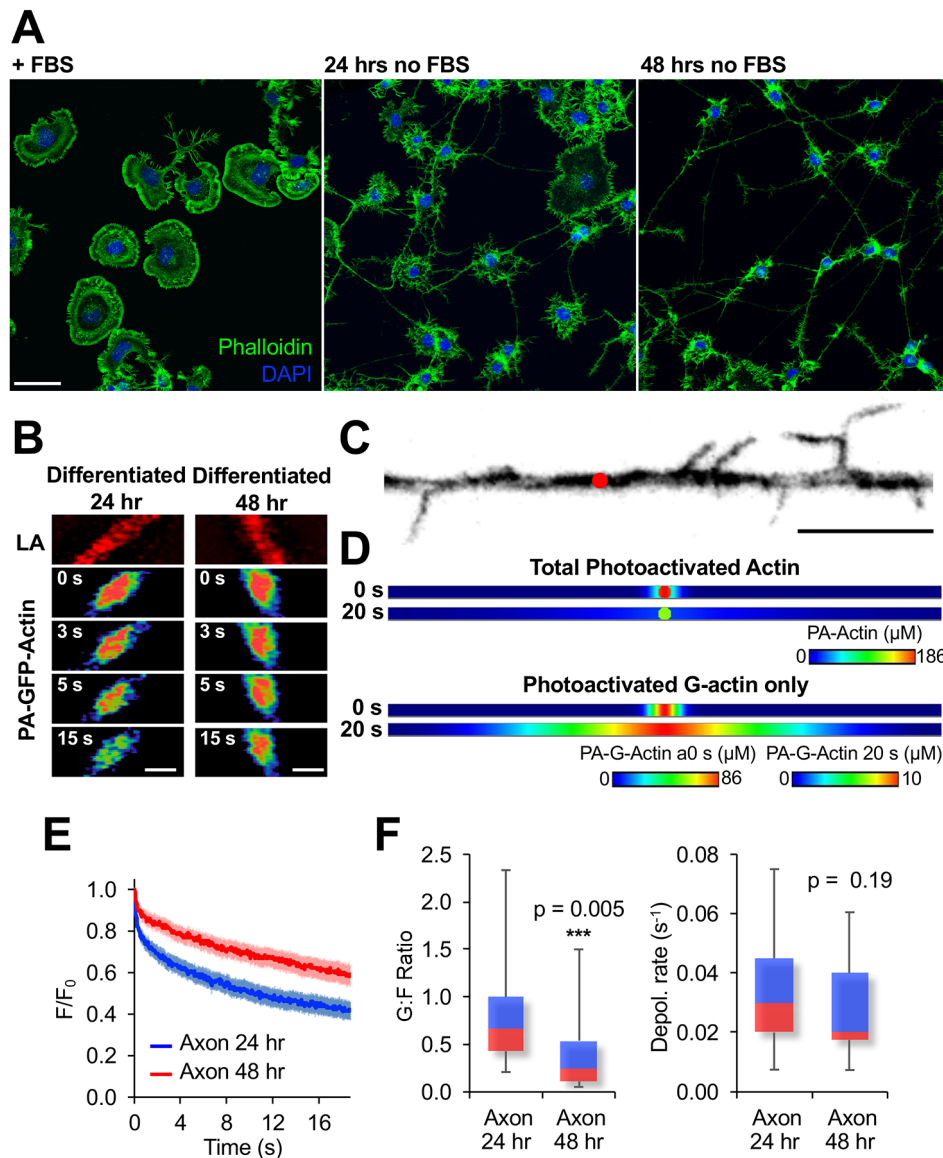 A
+ FBS
24 hrs no FBS
48 hrs no FBS
Phalloidin
DAPI
B
Differentiated
24 hr
Differentiated
48 hr
LA
PA-GFP-Actin
0 s
0 s
3 s
3 s
5 s
5 s
15 s
15 s
C
D
Total Photoactivated Actin
0 s
20 s
PA-Actin (µM)
0
186
Photoactivated G-actin only
0 s
20 s
PA-G-Actin a0 s (µM)
PA-G-Actin 20 s (µM)
0
86
0
10
E
F/F0
1.0
0.8
0.6
0.4
0.0
Axon 24 hr
Axon 48 hr
0 4 8 12 16
Time (s)
F
G:F Ratio
2.5
2.0
1.5
1.0
0.5
0.0
p = 0.005
***
Axon
24 hr
Axon
48 hr
Depol. rate (s-1)
0.08
0.06
0.04
0.02
0.00
p = 0.19
Axon
24 hr
Axon
48 hr